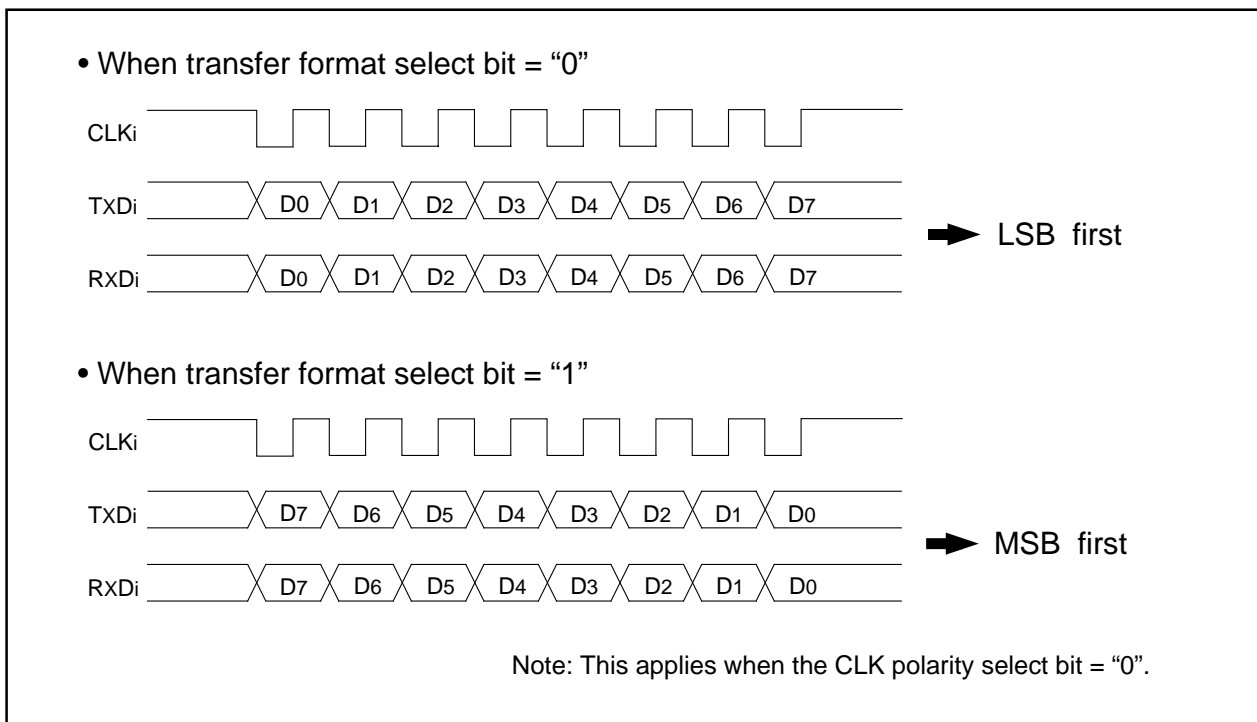 • When transfer format select bit = “0”
CLKi
TXDi D0 D1 D2 D3 D4 D5 D6 D7
RXDi D0 D1 D2 D3 D4 D5 D6 D7
LSB first
• When transfer format select bit = “1”
CLKi
TXDi D7 D6 D5 D4 D3 D2 D1 D0
RXDi D7 D6 D5 D4 D3 D2 D1 D0
MSB first
Note: This applies when the CLK polarity select bit = “0”.